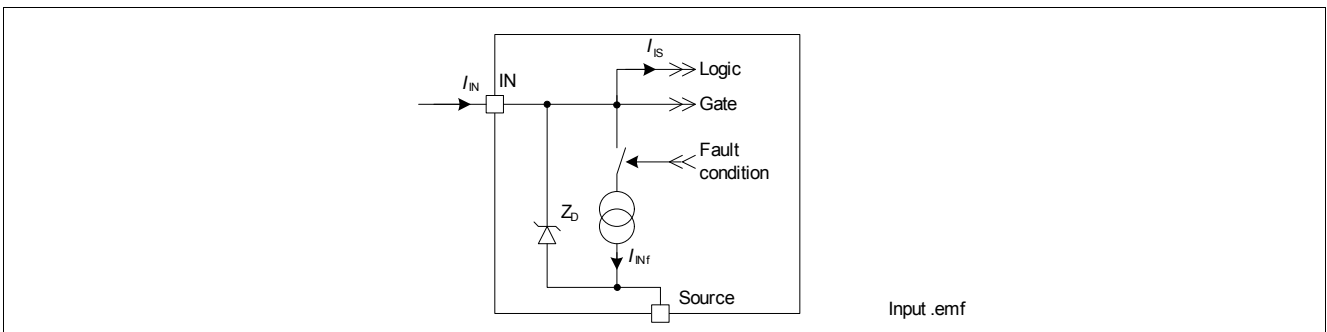 I_IS
Logic
I_IN
IN
Gate
Fault
condition
Z_D
I_INf
Source
Input .emf